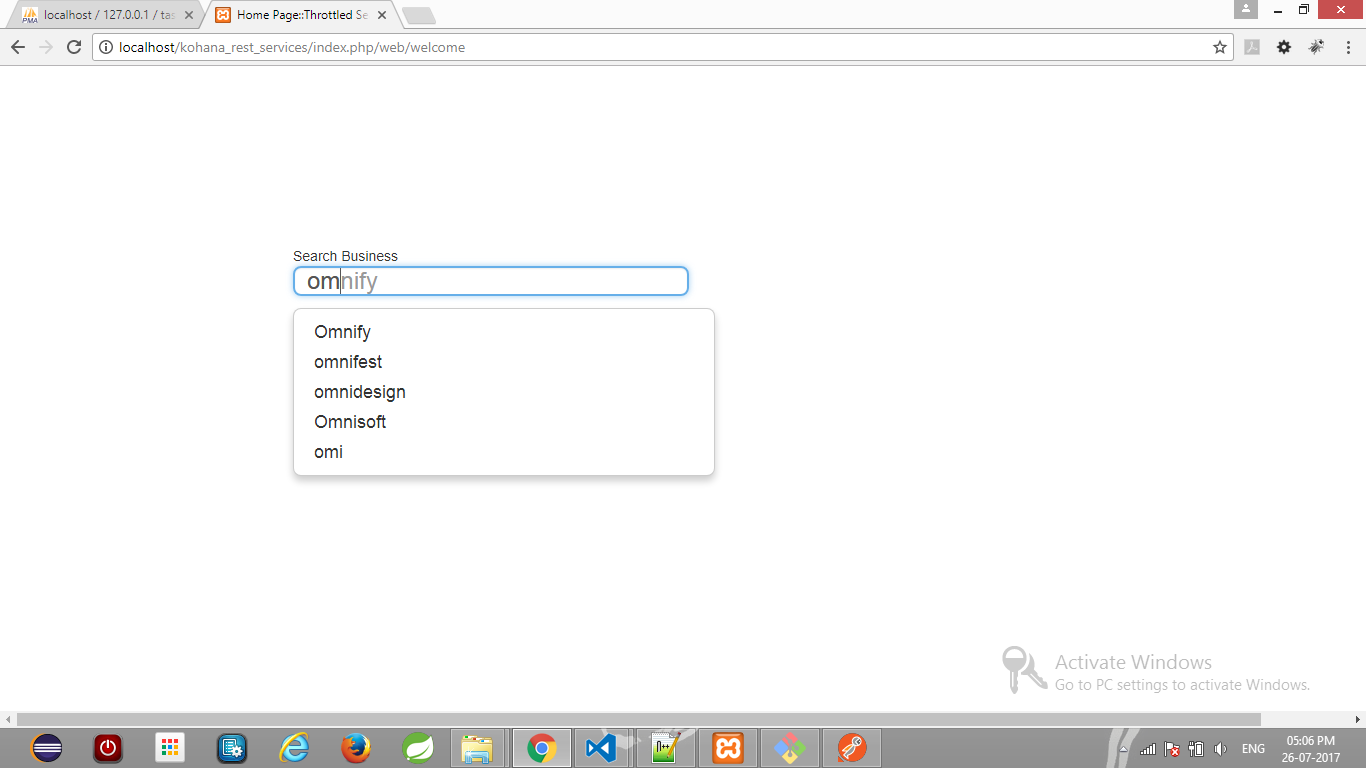 PMA
localhost / 127.0.0.1 / tas
Home Page::Throttled Se
localhost/kohana_rest_services/index.php/web/welcome
Search Business
omnify
Omnify
omnifest
omnidesign
Omnisoft
omi
Activate Windows
Go to PC settings to activate Windows.
N++
ENG
05:06 PM
26-07-2017